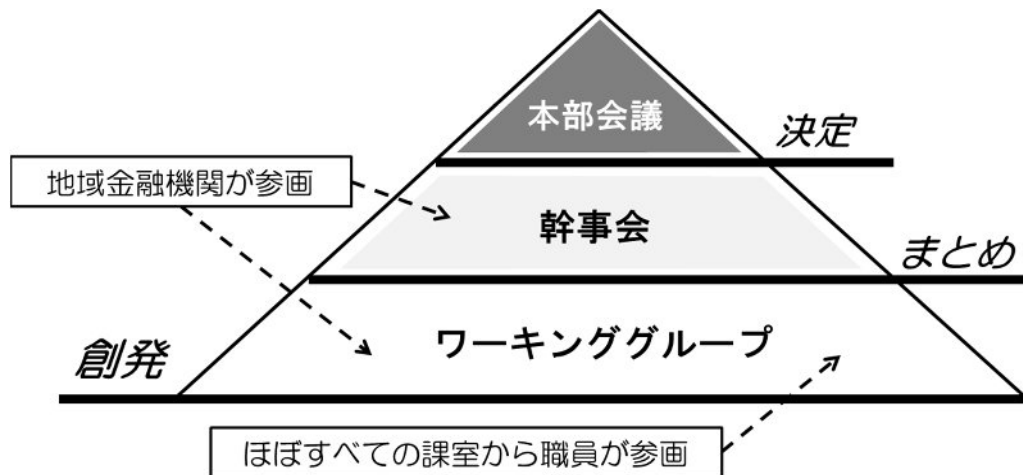 本部会議
決定
地域金融機関が参画
幹事会
まとめ
ワーキンググループ
創発
ほぼすべての課室から職員が参画